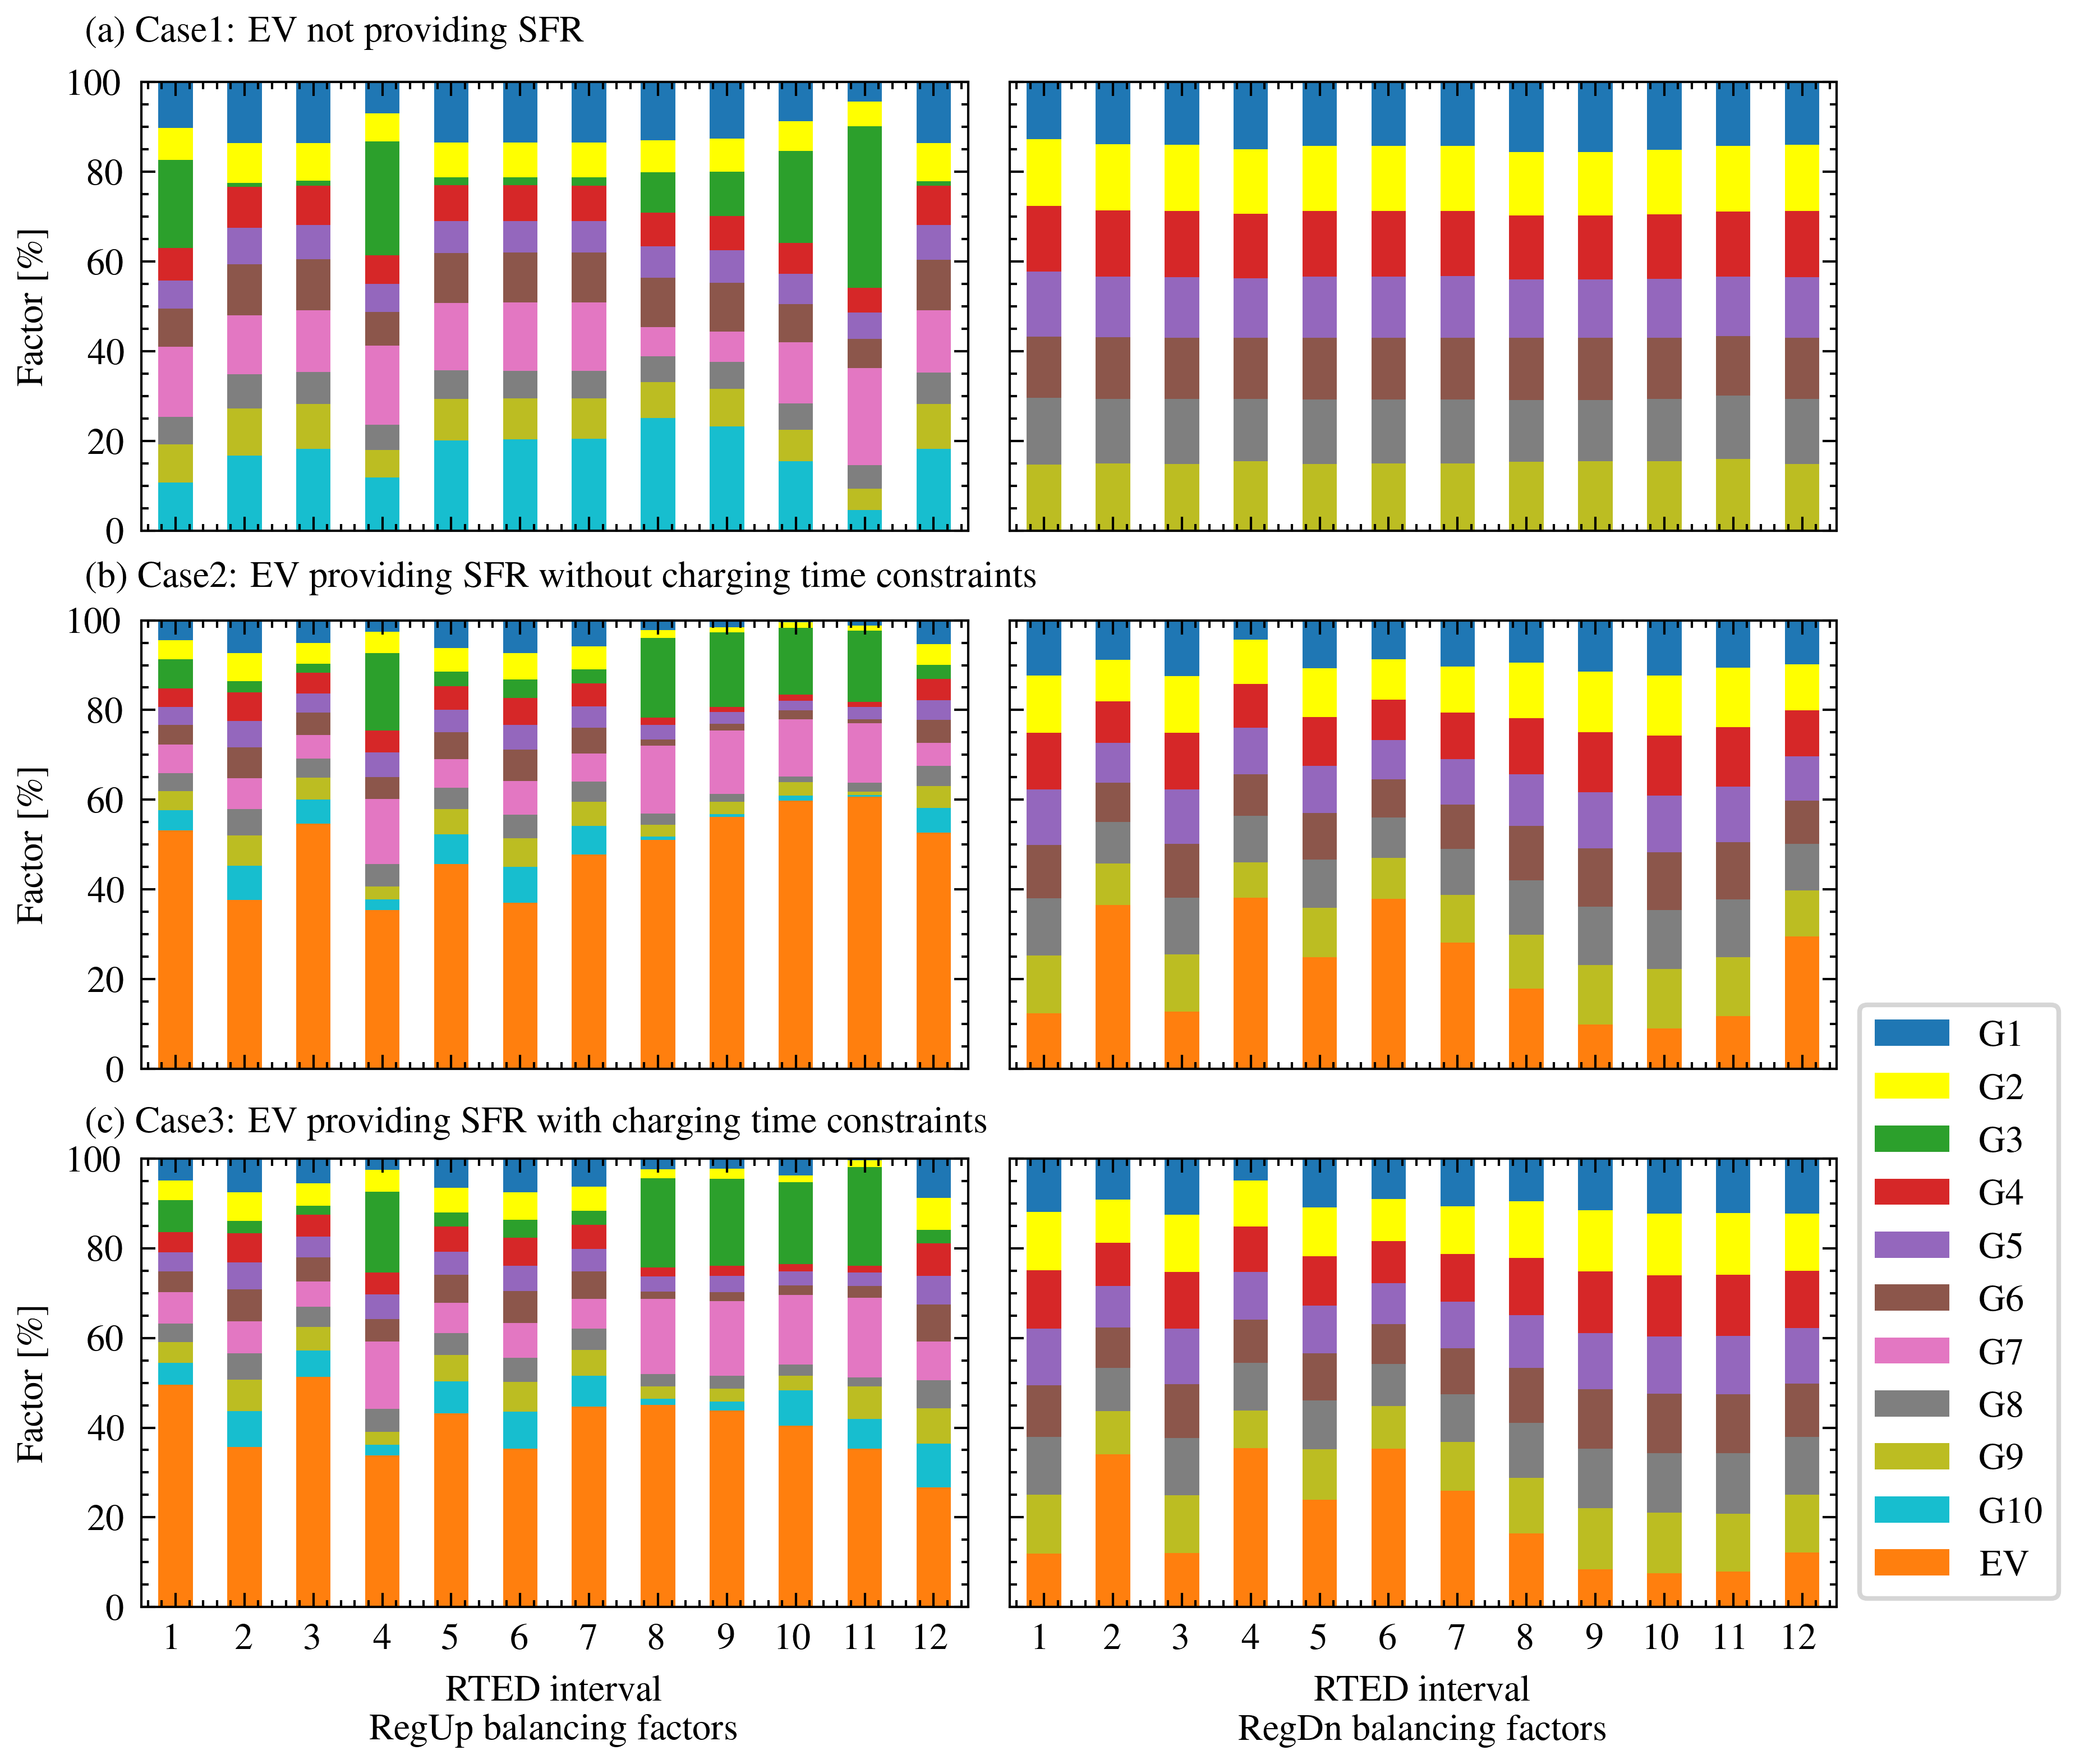 (a) Case1: EV not providing SFR
100
80
60
40
20
0
Factor [%]
(b) Case2: EV providing SFR without charging time constraints
100
80
60
40
20
0
Factor [%]
(c) Case3: EV providing SFR with charging time constraints
100
80
60
40
20
0
Factor [%]
1 2 3 4 5 6 7 8 9 10 11 12
RTED interval
RegUp balancing factors
1 2 3 4 5 6 7 8 9 10 11 12
RTED interval
RegDn balancing factors
G1
G2
G3
G4
G5
G6
G7
G8
G9
G10
EV